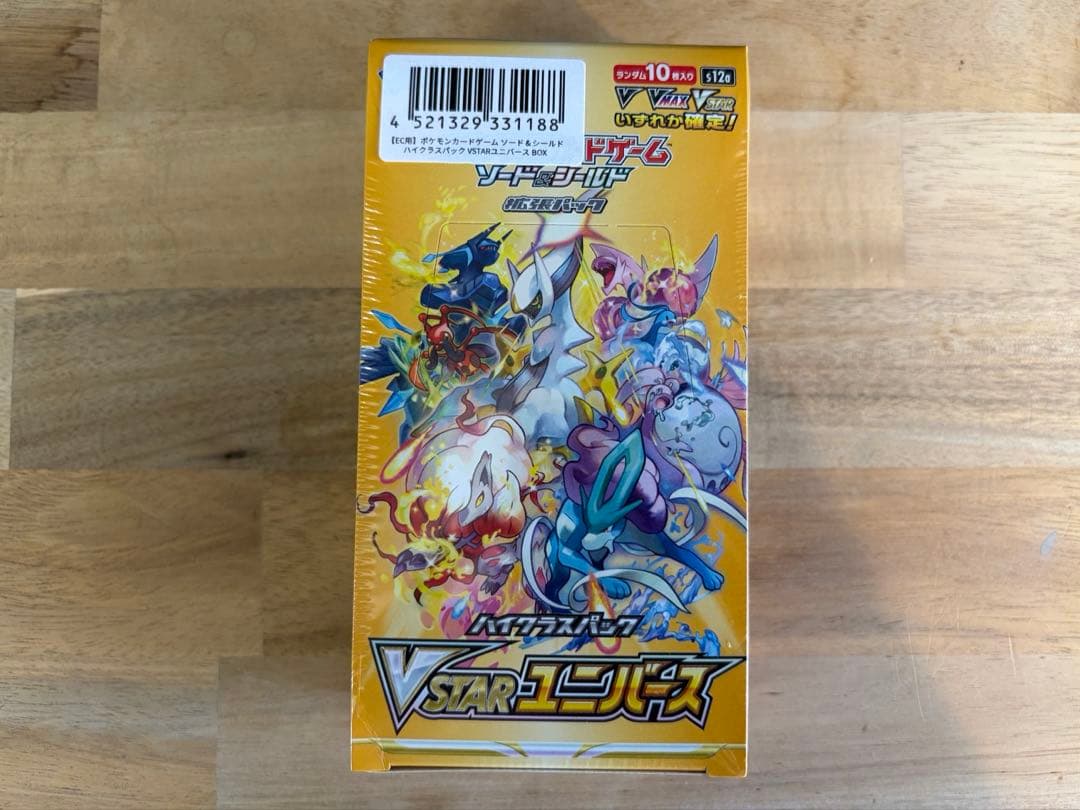 4 521329 331188
【EC用】ポケモンカードゲーム ソード＆シールド
ハイクラスパック VSTARユニバース BOX
ランダム10枚入り s12a
V VMAX VSTAR
いずれか確定!
ドゲーム
ソード&シールド
拡張パック
ハイクラスパック
VSTARユニバース